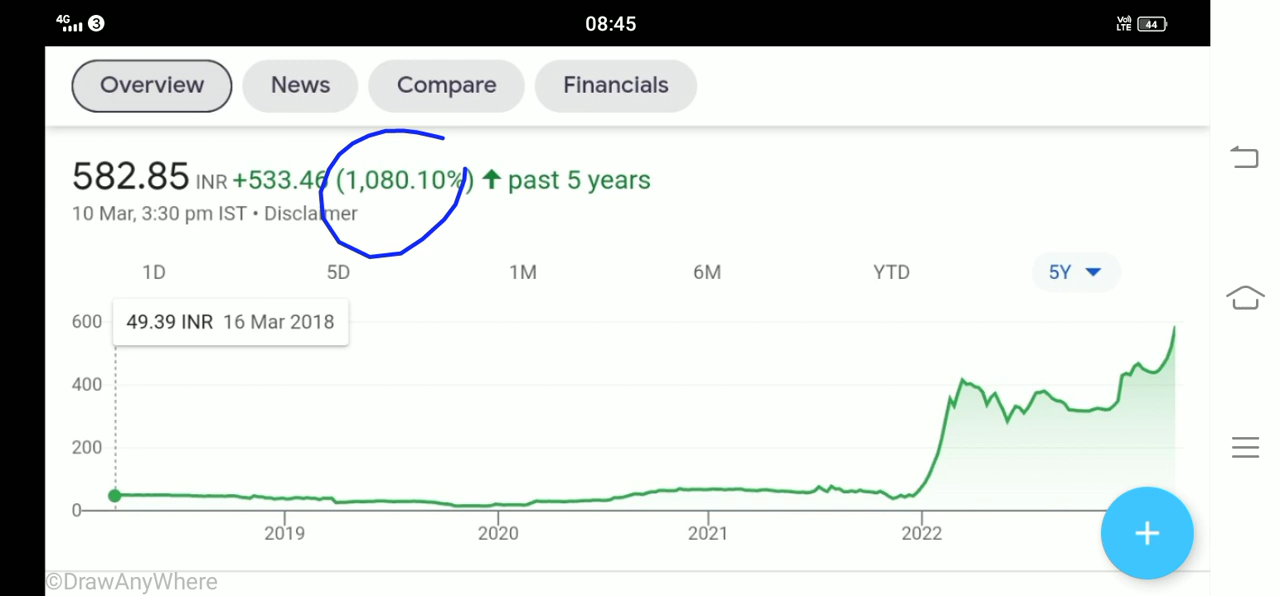 4G 3 08:45 Vo) LTE 44
Overview News Compare Financials
582.85 INR +533.46 (1,080.10%) ↑ past 5 years
10 Mar, 3:30 pm IST • Disclaimer
1D 5D 1M 6M YTD 5Y
600 49.39 INR 16 Mar 2018
400
200
0
2019 2020 2021 2022
+
©DrawAnyWhere